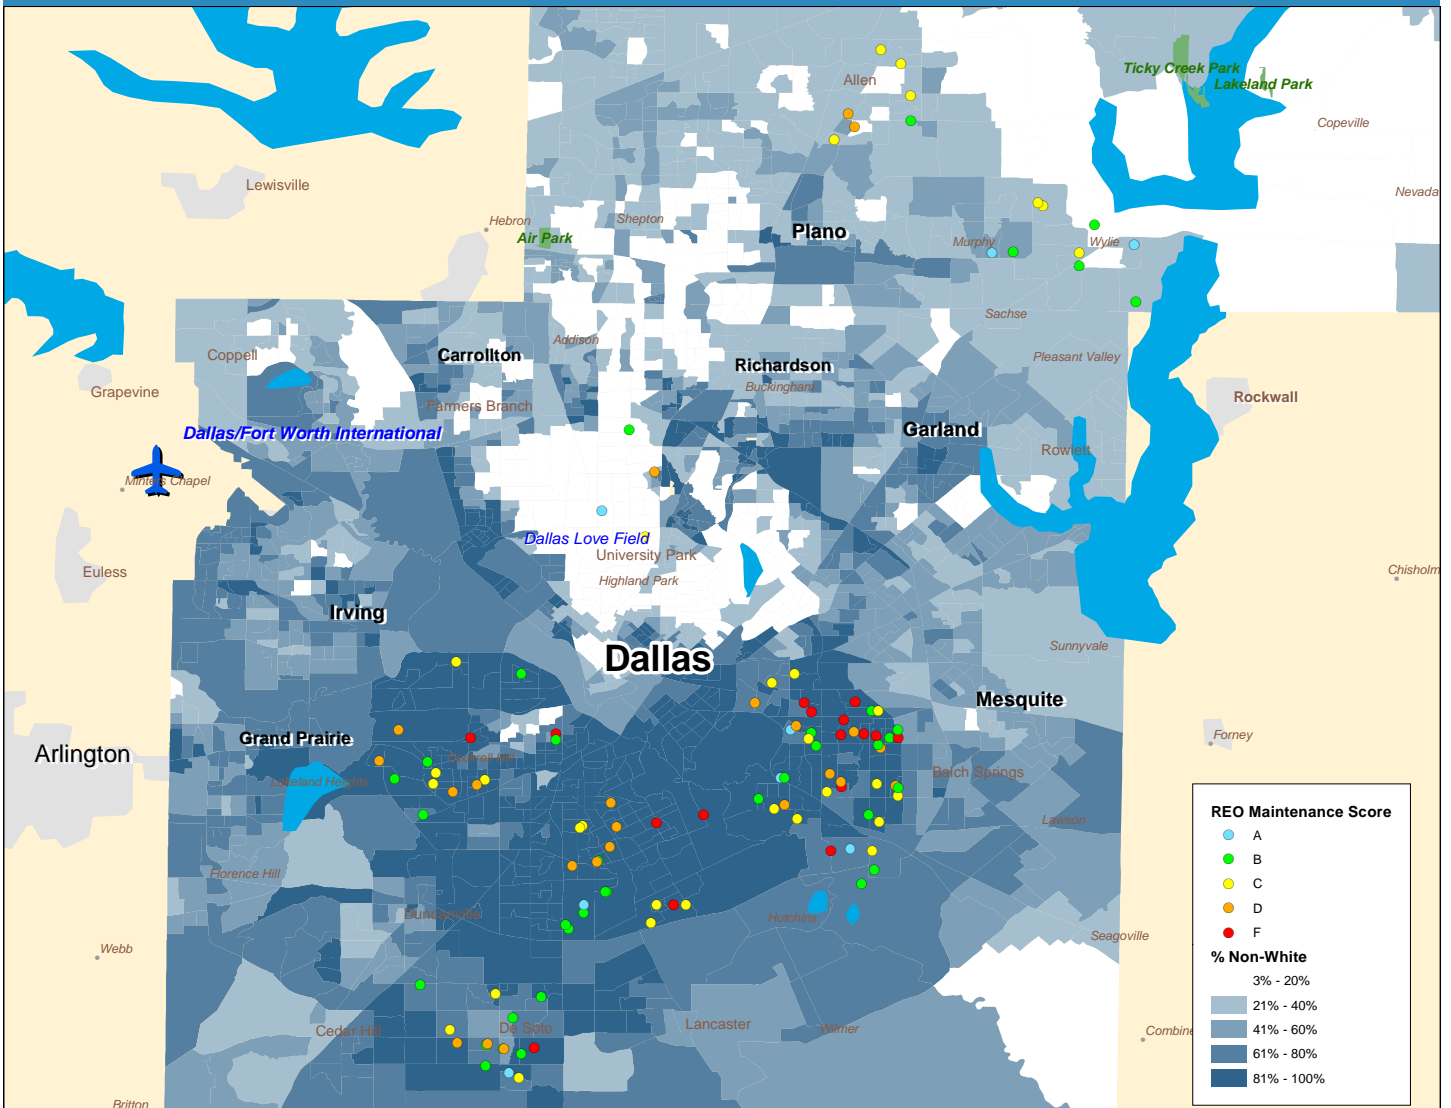 Ticky Creek Park
Allen
Lakeland Park
Copeville
Lewisville
Nevada
Hebron
Shepton
Air Park
Plano
Murphy
Wylie
Sachse
Addison
Coppell
Carrollton
Pleasant Valley
Richardson
Buckingham
Grapevine
Farmers Branch
Rockwall
Dallas/Fort Worth International
Garland
Rowlett
Minters Chapel
Dallas Love Field
University Park
Euless
Highland Park
Chisholm
Irving
Sunnyvale
Dallas
Mesquite
Grand Prairie
Forney
Arlington
Cockrell Hill
Balch Springs
Lakeland Heights
Lawson
Florence Hill
Duncanville
Hutchins
Seagoville
Webb
Cedar Hill
De Soto
Lancaster
Wilmer
Combine
Britton
REO Maintenance Score
A
B
C
D
F
% Non-White
3% - 20%
21% - 40%
41% - 60%
61% - 80%
81% - 100%